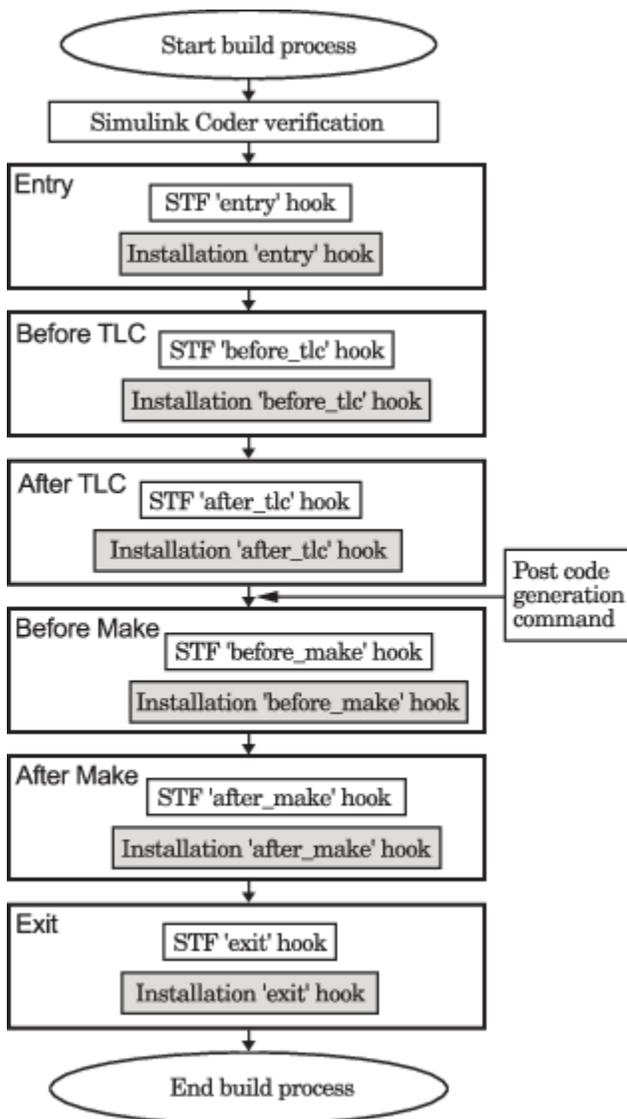 Start build process
Simulink Coder verification
Entry
STF 'entry' hook
Installation 'entry' hook
Before TLC
STF 'before_tlc' hook
Installation 'before_tlc' hook
After TLC
STF 'after_tlc' hook
Installation 'after_tlc' hook
Post code
generation
command
Before Make
STF 'before_make' hook
Installation 'before_make' hook
After Make
STF 'after_make' hook
Installation 'after_make' hook
Exit
STF 'exit' hook
Installation 'exit' hook
End build process